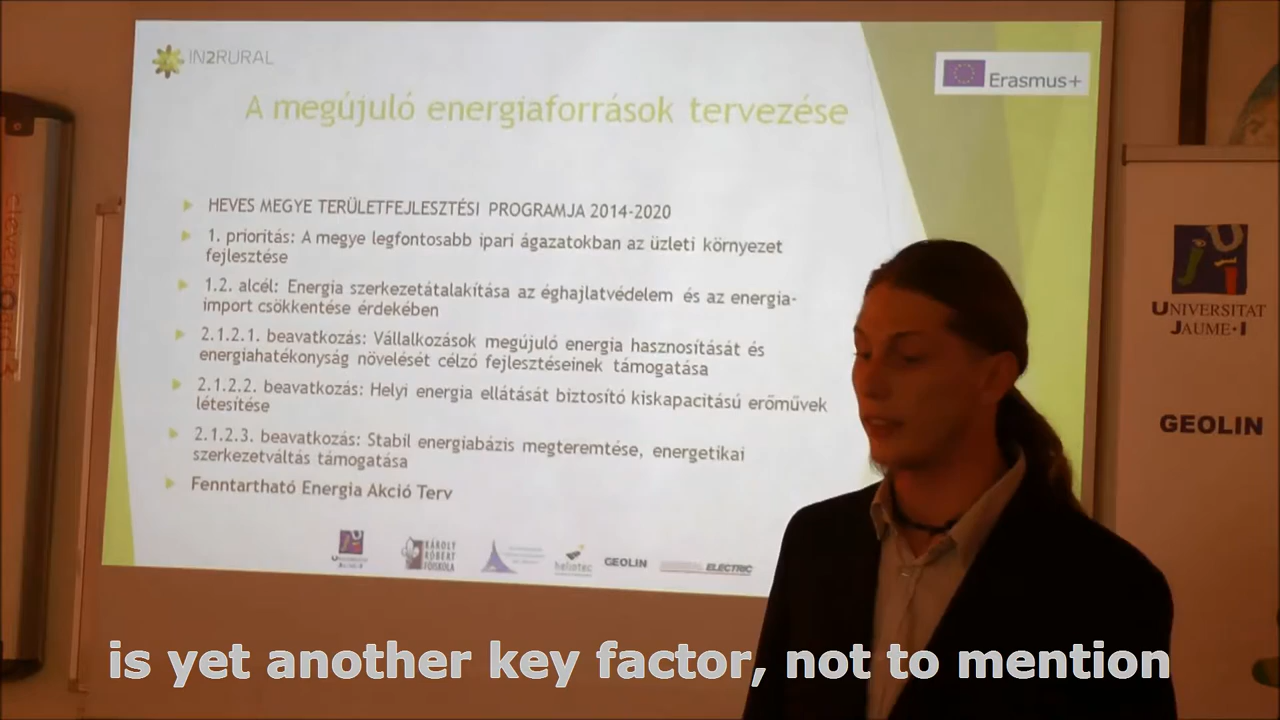 IN2RURAL
Erasmus+
A megújuló energiaforrások tervezése
HEVES MEGYE TERÜLETFEJLESZTÉSI PROGRAMJA 2014-2020
1. prioritás: A megye legfontosabb ipari ágazatokban az üzleti környezet
fejlesztése
1.2. alcél: Energia szerkezetátalakítása az éghajlatvédelem és az energia-
import csökkentése érdekében
2.1.2.1. beavatkozás: Vállalkozások megújuló energia hasznosítását és
energiahatékonyság növelését célzó fejlesztéseinek támogatása
2.1.2.2. beavatkozás: Helyi energia ellátását biztosító kiskapacitású erőművek
létesítése
2.1.2.3. beavatkozás: Stabil energiabázis megteremtése, energetikai
szerkezetváltás támogatása
Fenntartható Energia Akció Terv
KÁROLY
RÓBERT
FŐISKOLA
heliotec
GEOLIN
ELECTRIC
UNIVERSITAT
JAUME·I
GEOLIN
is yet another key factor, not to mention